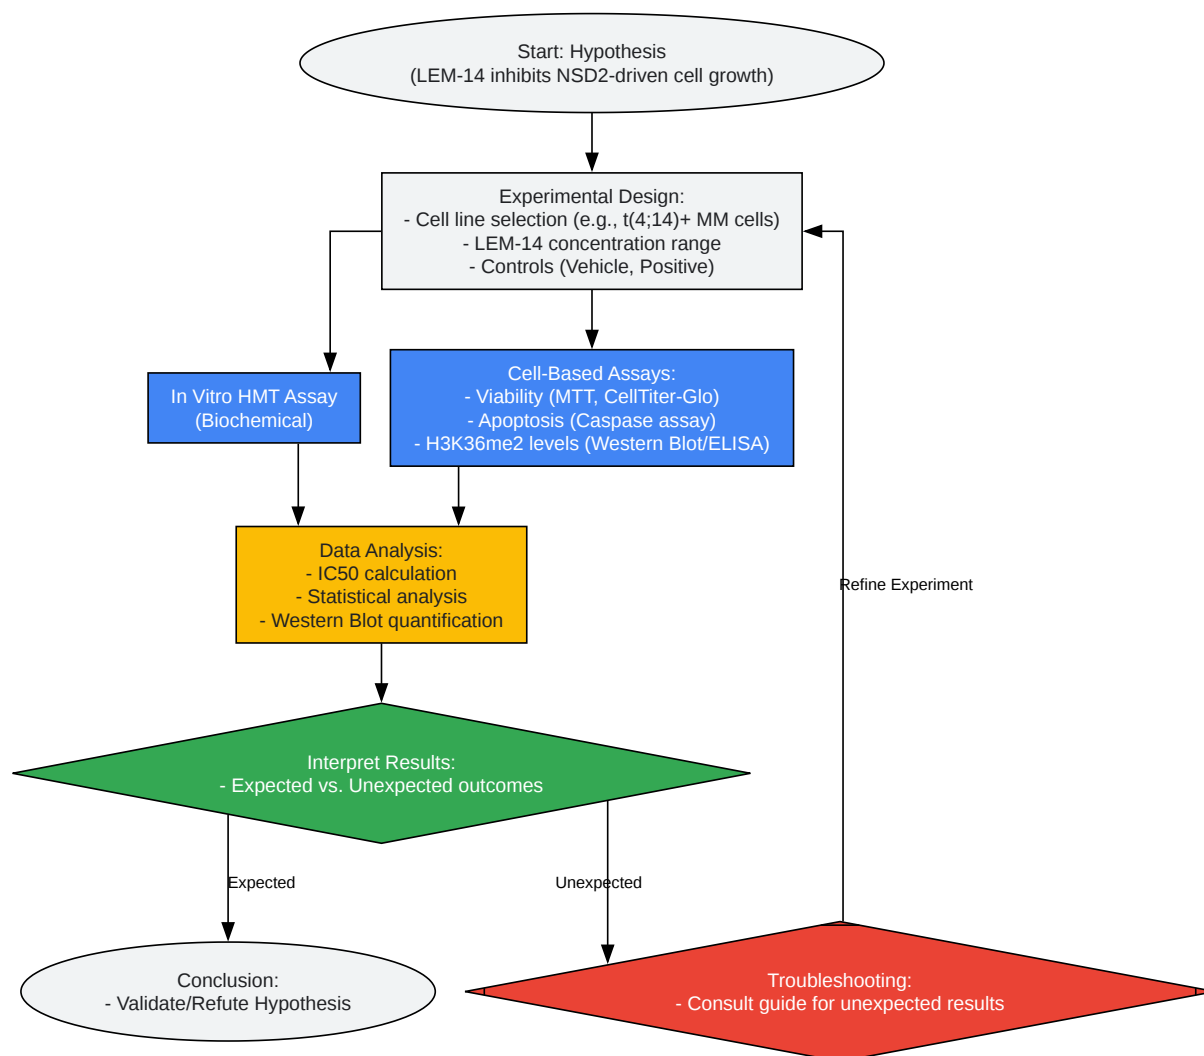 Start: Hypothesis
(LEM-14 inhibits NSD2-driven cell growth)
Experimental Design:
- Cell line selection (e.g., t(4;14)+ MM cells)
- LEM-14 concentration range
- Controls (Vehicle, Positive)
In Vitro HMT Assay
(Biochemical)
Cell-Based Assays:
- Viability (MTT, CellTiter-Glo)
- Apoptosis (Caspase assay)
- H3K36me2 levels (Western Blot/ELISA)
Data Analysis:
- IC50 calculation
- Statistical analysis
- Western Blot quantification
Refine Experiment
Interpret Results:
- Expected vs. Unexpected outcomes
Expected
Unexpected
Conclusion:
- Validate/Refute Hypothesis
Troubleshooting:
- Consult guide for unexpected results